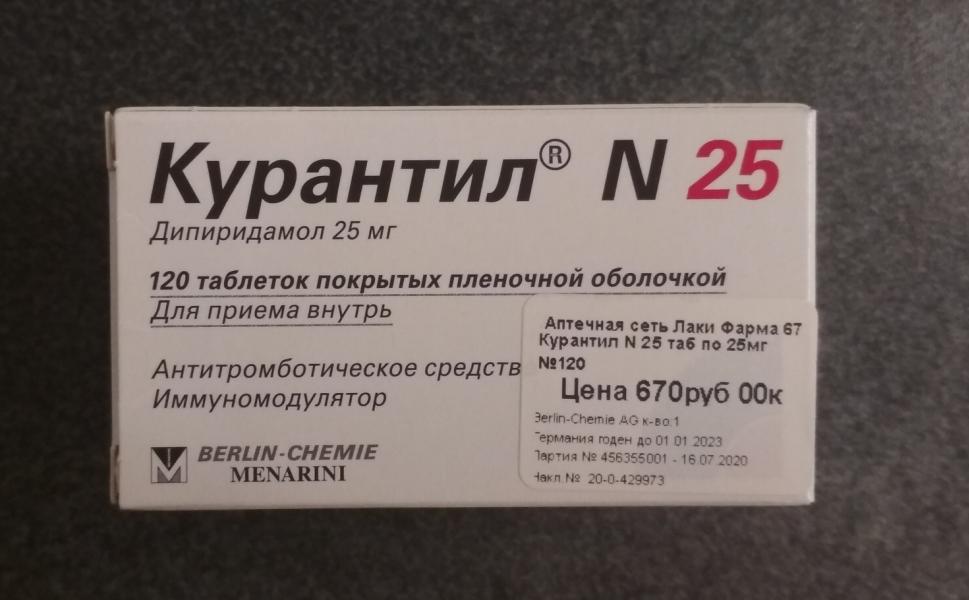 Курантил® N 25
Дипиридамол 25 мг
120 таблеток покрытых пленочной оболочкой
Для приема внутрь
Антитромботическое средств
Иммуномодулятор
BERLIN-CHEMIE
MENARINI
Аптечная сеть Лаки Фарма 67
Курантил N 25 таб по 25мг
№120
Цена 670руб 00к
Berlin-Chemie AG к-во:1
Германия годен до 01.01.2023
Партия № 456355001 - 16.07.2020
Накл.№ 20-0-429973